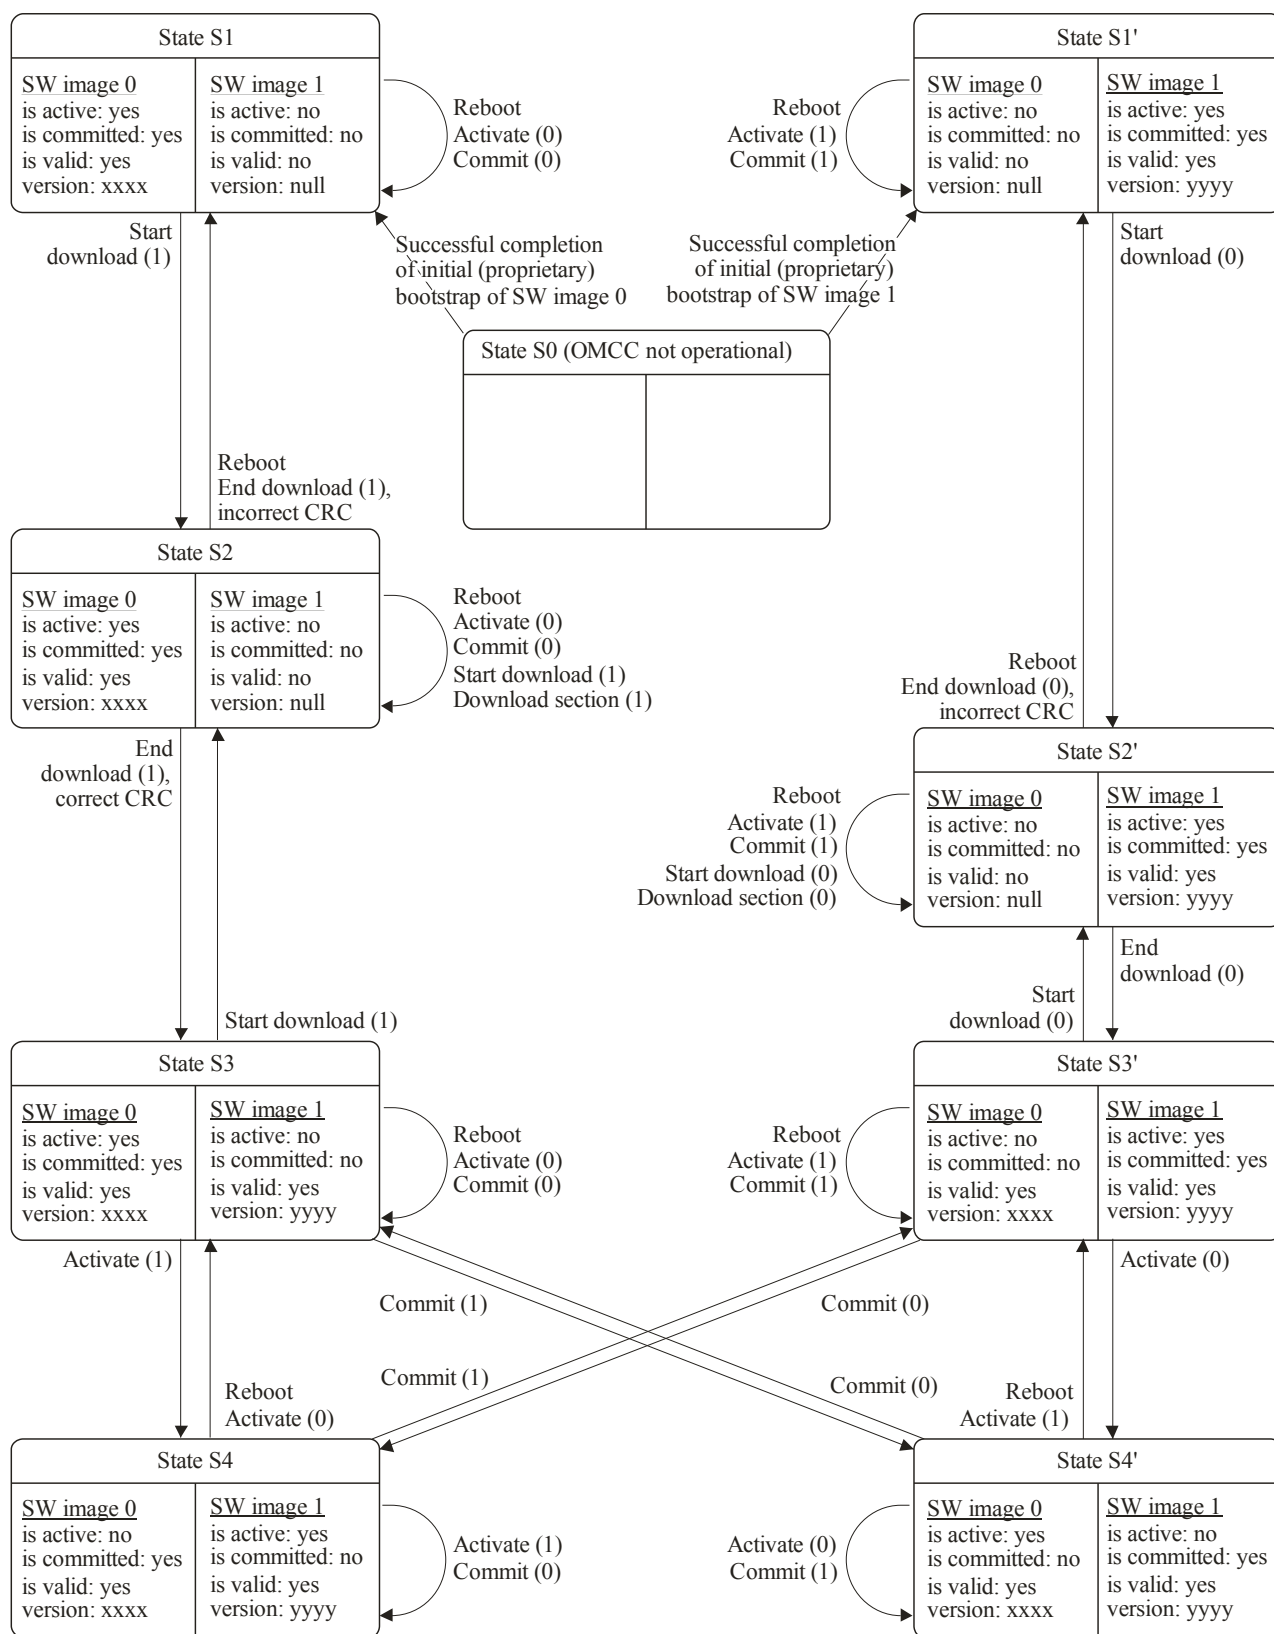 State S1
SW image 0
is active: yes
is committed: yes
is valid: yes
version: xxxx
SW image 1
is active: no
is committed: no
is valid: no
version: null
Reboot
Activate (0)
Commit (0)
State S1'
SW image 0
is active: no
is committed: no
is valid: no
version: null
SW image 1
is active: yes
is committed: yes
is valid: yes
version: yyyy
Reboot
Activate (1)
Commit (1)
Start
download (1)
Successful completion
of initial (proprietary)
bootstrap of SW image 0
Successful completion
of initial (proprietary)
bootstrap of SW image 1
Start
download (0)
State S0 (OMCC not operational)
Reboot
End download (1),
incorrect CRC
State S2
SW image 0
is active: yes
is committed: yes
is valid: yes
version: xxxx
SW image 1
is active: no
is committed: no
is valid: no
version: null
Reboot
Activate (0)
Commit (0)
Start download (1)
Download section (1)
Reboot
End download (0),
incorrect CRC
End
download (1),
correct CRC
State S2'
Reboot
Activate (1)
Commit (1)
Start download (0)
Download section (0)
SW image 0
is active: no
is committed: no
is valid: no
version: null
SW image 1
is active: yes
is committed: yes
is valid: yes
version: yyyy
End
download (0)
Start
download (0)
Start download (1)
State S3
SW image 0
is active: yes
is committed: yes
is valid: yes
version: xxxx
SW image 1
is active: no
is committed: no
is valid: yes
version: yyyy
Reboot
Activate (0)
Commit (0)
State S3'
Reboot
Activate (1)
Commit (1)
SW image 0
is active: no
is committed: no
is valid: yes
version: xxxx
SW image 1
is active: yes
is committed: yes
is valid: yes
version: yyyy
Activate (1)
Activate (0)
Commit (1)
Commit (0)
Commit (1)
Commit (0)
Reboot
Activate (0)
Reboot
Activate (1)
State S4
SW image 0
is active: no
is committed: yes
is valid: yes
version: xxxx
SW image 1
is active: yes
is committed: no
is valid: yes
version: yyyy
Activate (1)
Commit (0)
State S4'
Activate (0)
Commit (1)
SW image 0
is active: yes
is committed: no
is valid: yes
version: xxxx
SW image 1
is active: no
is committed: yes
is valid: yes
version: yyyy